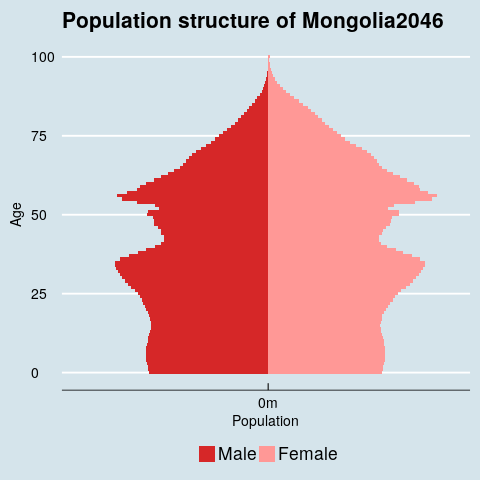 Population structure of Mongolia2046
100
75
50
25
0
Age
0m
Population
Male
Female